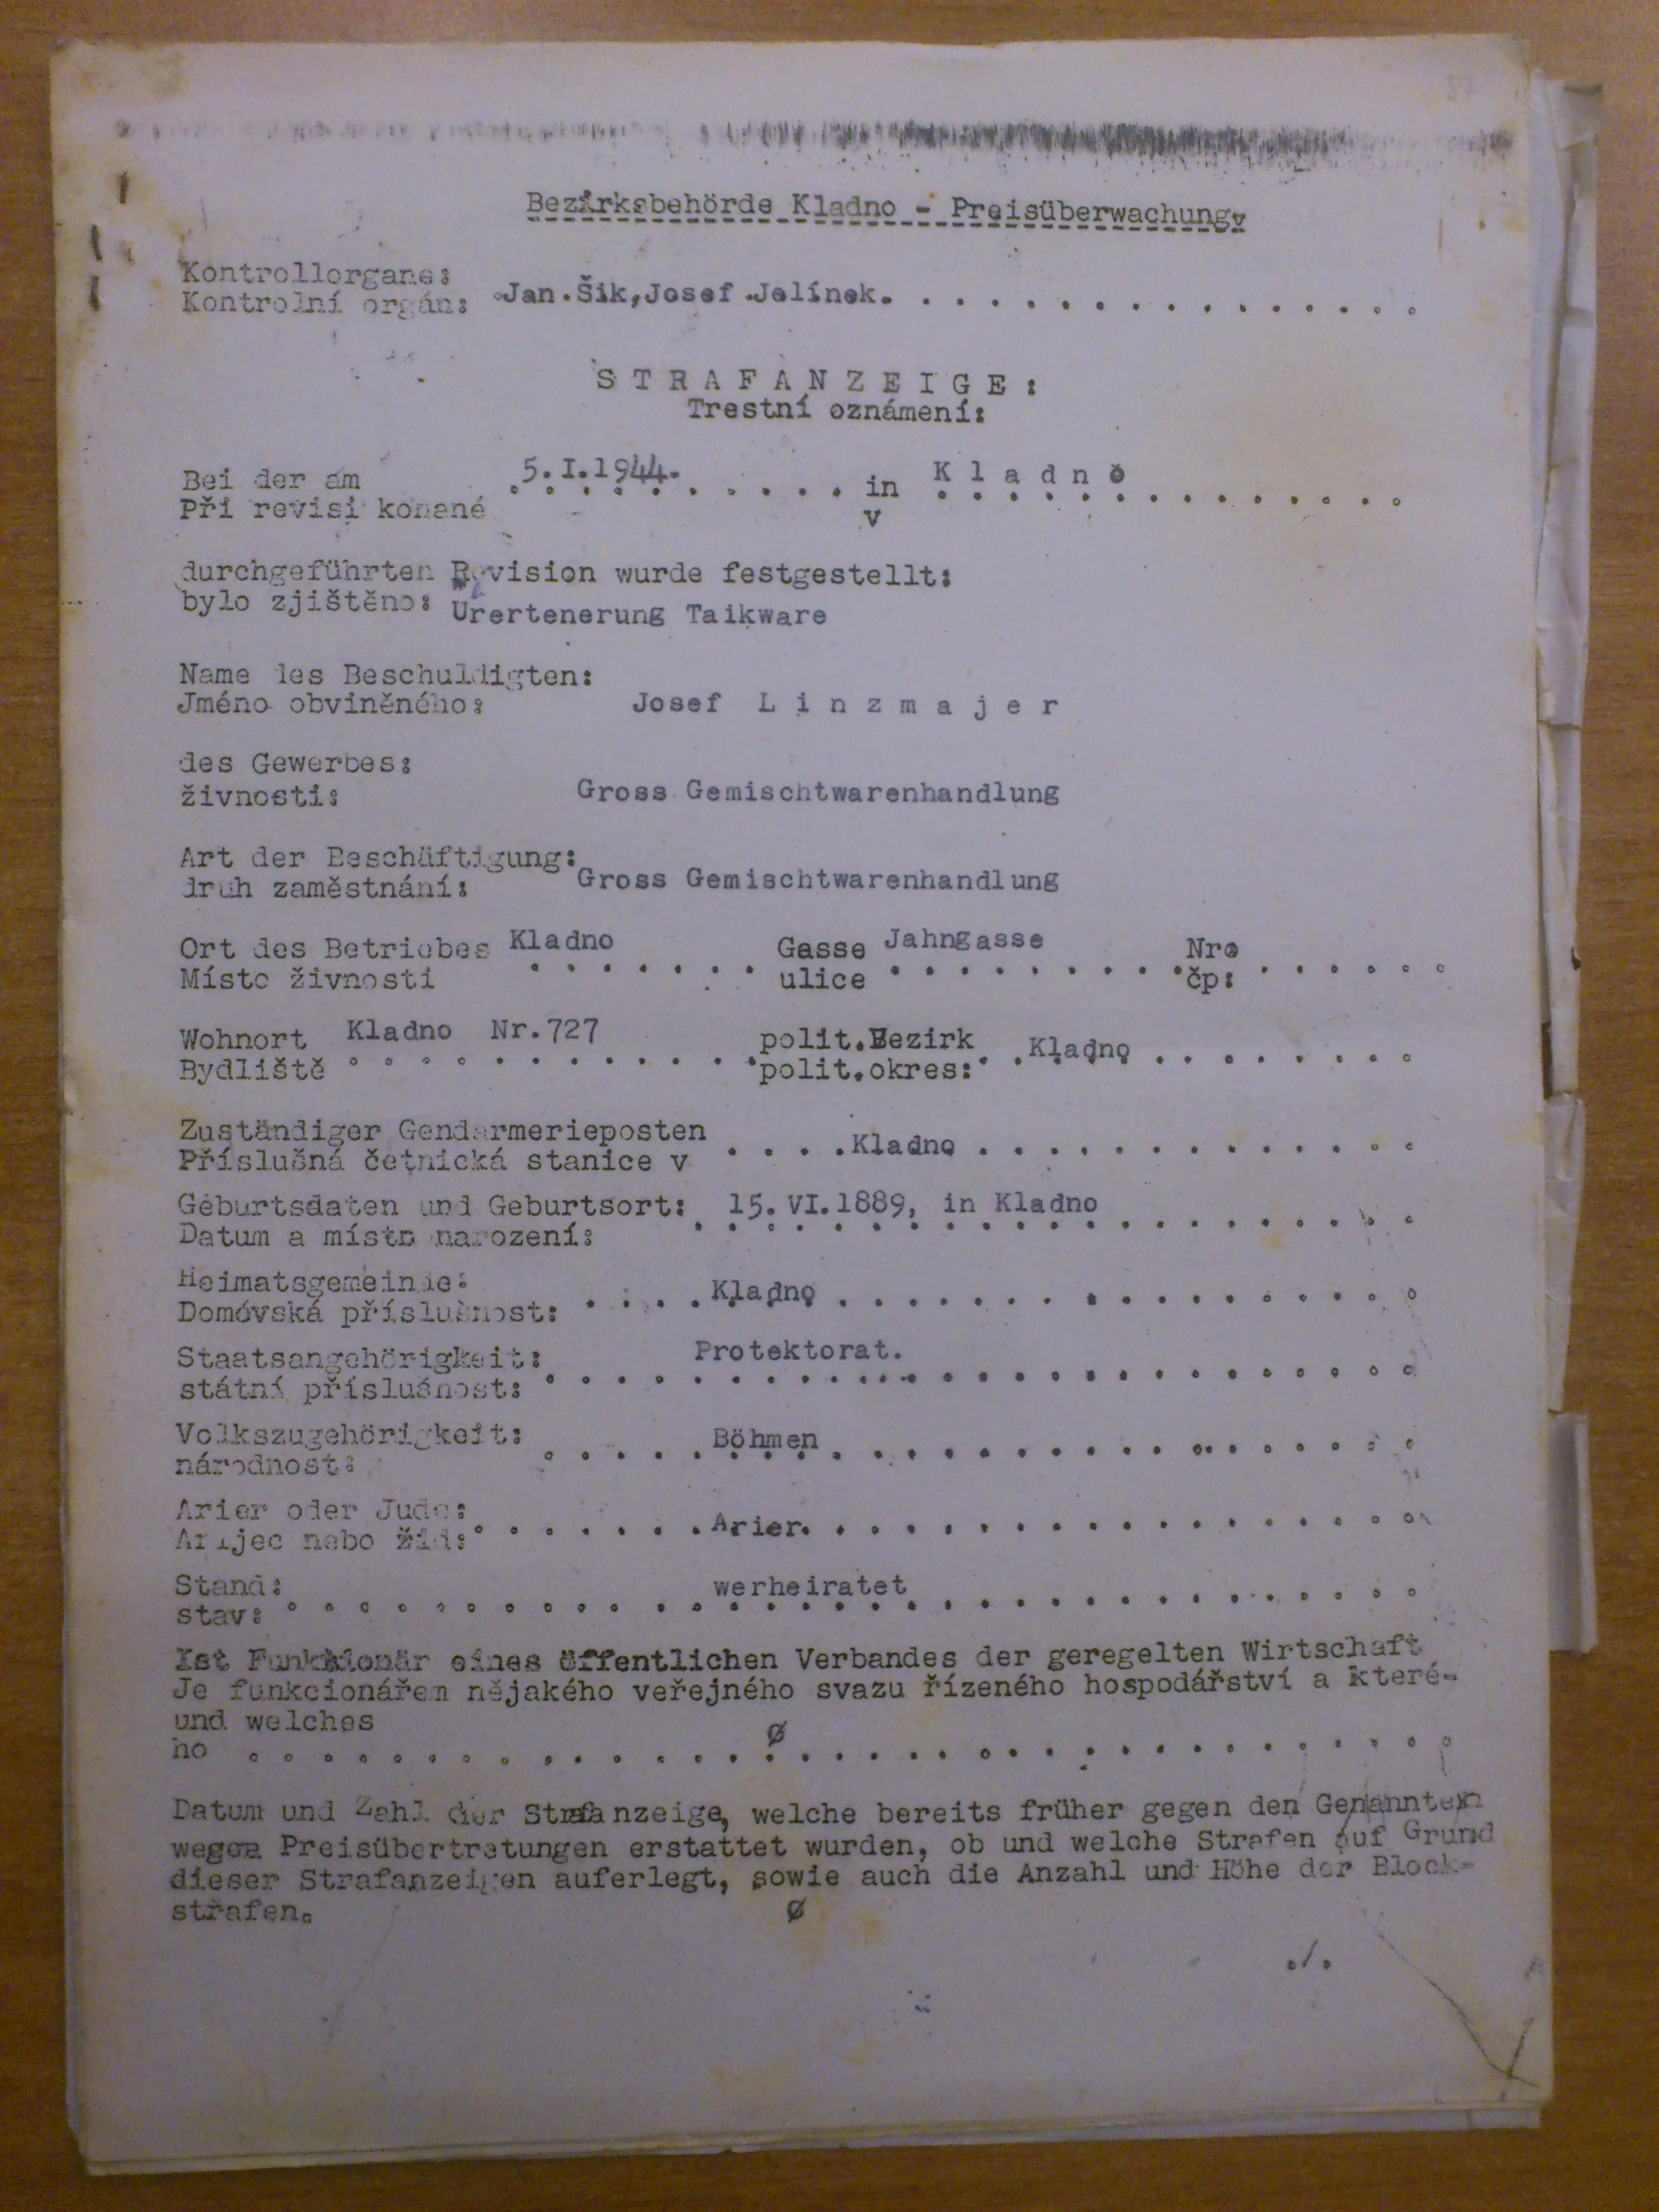 Bezirksbehörde Kladno - Preisüberwachung.
Kontrollorgane:
Kontrolní orgán: Jan.Šik,Josef.Jelínek. . . . . . . . . . . . . . . .
STRAFANZEIGE:
Trestní oznámení:
Bei der am 5.I.1944. . . . . . in Kladno . . . . . . . .
Při revisi konané v
durchgeführten Revision wurde festgestellt:
bylo zjištěno: Urertenerung Taikware
Name des Beschuldigten:
Jméno obviněného: Josef Linzmajer
des Gewerbes:
živnosti: Gross Gemischtwarenhandlung
Art der Beschäftigung:
druh zaměstnání: Gross Gemischtwarenhandlung
Ort des Betriebes Kladno . . . . . . . Gasse Jahngasse . . . . . . . . Nro . . . . . .
Místo živnosti ulice čp:
Wohnort Kladno Nr.727 . . . . . . polit.Bezirk . .Kladno . . . . . . . .
Bydliště polit.okres:
Zuständiger Gendarmerieposten . . . .Kladno . . . . . . . . . . . . .
Příslušná četnická stanice v
Geburtsdaten und Geburtsort: 15.VI.1889, in Kladno
Datum a místo narození:
Heimatsgemeinde:
Domovská příslušnost: . . . .Kladno . . . . . . . . . . . . . . . . .
Staatsangehörigkeit: Protektorat.
státní příslušnost:
Volkszugehörigkeit: . . . . .Böhmen. . . . . . . . . . . . . . . . .
národnost:
Arier oder Jude: . . . . . . .Arier. . . . . . . . . . . . . . . . . .
Arijec nebo žid:
Stand: werheiratet
stav:
Ist Funktionär eines öffentlichen Verbandes der geregelten Wirtschaft
Je funkcionářem nějakého veřejného svazu řízeného hospodářství a které-
und welches ø
ho . . . . . . . . . . . . . . . . . . . . . . . . . . . . . . . . . .
Datum und Zahl der Strafanzeige, welche bereits früher gegen den Genannten
wegen Preisübertretungen erstattet wurden, ob und welche Strafen auf Grund
dieser Strafanzeigen auferlegt, sowie auch die Anzahl und Höhe der Block-
strafen. ø
./.